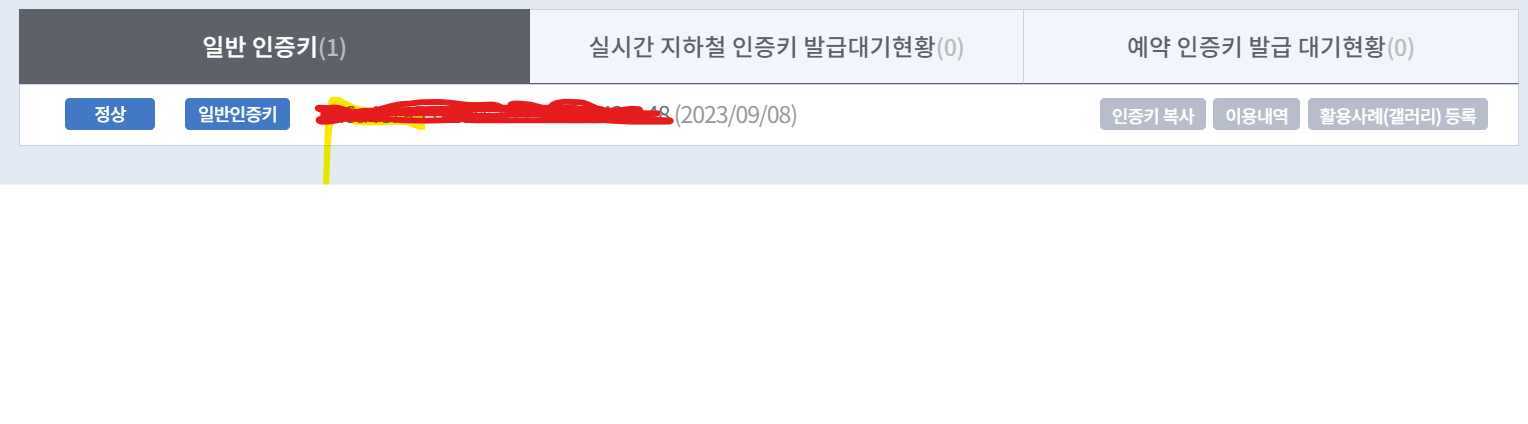 일반 인증키(1) 실시간 지하철 인증키 발급대기현황(0) 예약 인증키 발급 대기현황(0)
정상 일반인증키 (2023/09/08) 인증키 복사 이용내역 활용사례(갤러리) 등록